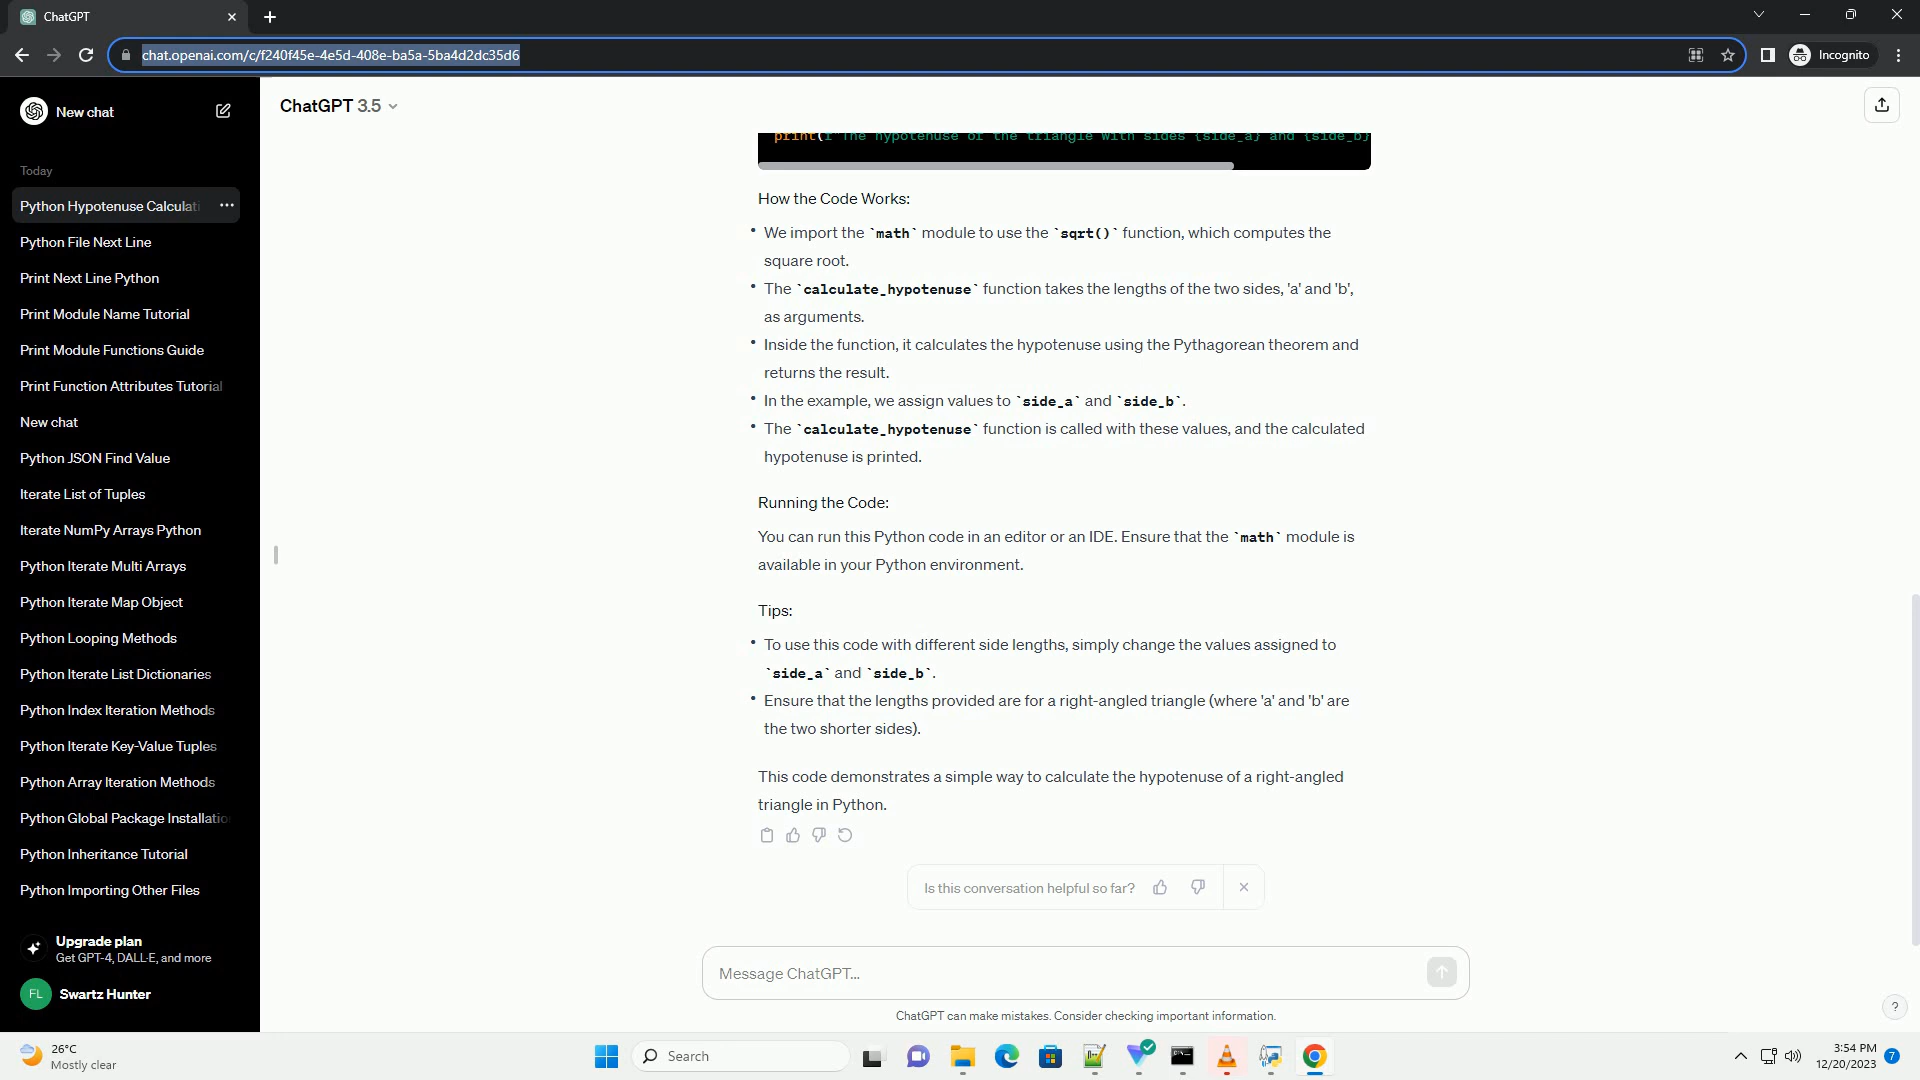 ChatGPT
chat.openai.com/c/f240f45e-4e5d-408e-ba5a-5ba4d2dc35d6
Incognito
New chat
ChatGPT 3.5
Today
Python Hypotenuse Calculati
Python File Next Line
Print Next Line Python
Print Module Name Tutorial
Print Module Functions Guide
Print Function Attributes Tutorial
New chat
Python JSON Find Value
Iterate List of Tuples
Iterate NumPy Arrays Python
Python Iterate Multi Arrays
Python Iterate Map Object
Python Looping Methods
Python Iterate List Dictionaries
Python Index Iteration Methods
Python Iterate Key-Value Tuples
Python Array Iteration Methods
Python Global Package Installatio
Python Inheritance Tutorial
Python Importing Other Files
Upgrade plan
Get GPT-4, DALL·E, and more
FL
Swartz Hunter
print(f"The hypotenuse of the triangle with sides {side_a} and {side_b}
How the Code Works:
• We import the `math` module to use the `sqrt()` function, which computes the
square root.
• The `calculate_hypotenuse` function takes the lengths of the two sides, 'a' and 'b',
as arguments.
• Inside the function, it calculates the hypotenuse using the Pythagorean theorem and
returns the result.
• In the example, we assign values to `side_a` and `side_b`.
• The `calculate_hypotenuse` function is called with these values, and the calculated
hypotenuse is printed.
Running the Code:
You can run this Python code in an editor or an IDE. Ensure that the `math` module is
available in your Python environment.
Tips:
• To use this code with different side lengths, simply change the values assigned to
`side_a` and `side_b`.
• Ensure that the lengths provided are for a right-angled triangle (where 'a' and 'b' are
the two shorter sides).
This code demonstrates a simple way to calculate the hypotenuse of a right-angled
triangle in Python.
Is this conversation helpful so far?
Message ChatGPT...
ChatGPT can make mistakes. Consider checking important information.
?
26°C
Mostly clear
Search
3:54 PM
12/20/2023
7